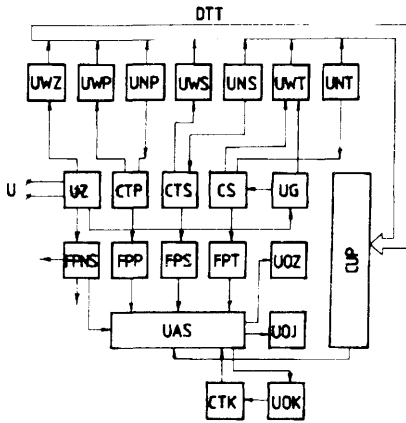 DTT
UWZ UWP UNP UWS UNS UWT UNT
U UZ CTP CTS CS UG
CUP
FPNS FPP FPS FPT UOZ
UAS UOJ
CTK UOK